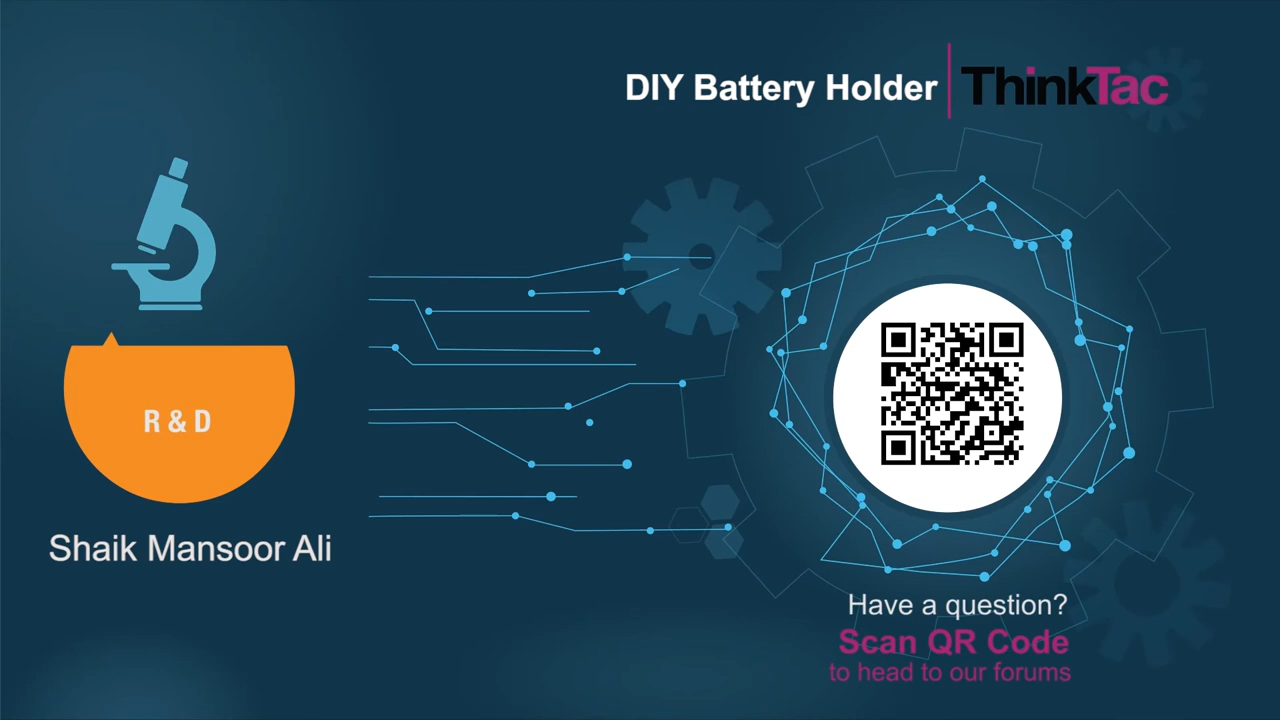 DIY Battery Holder
ThinkTac
R & D
Shaik Mansoor Ali
Have a question?
Scan QR Code
to head to our forums